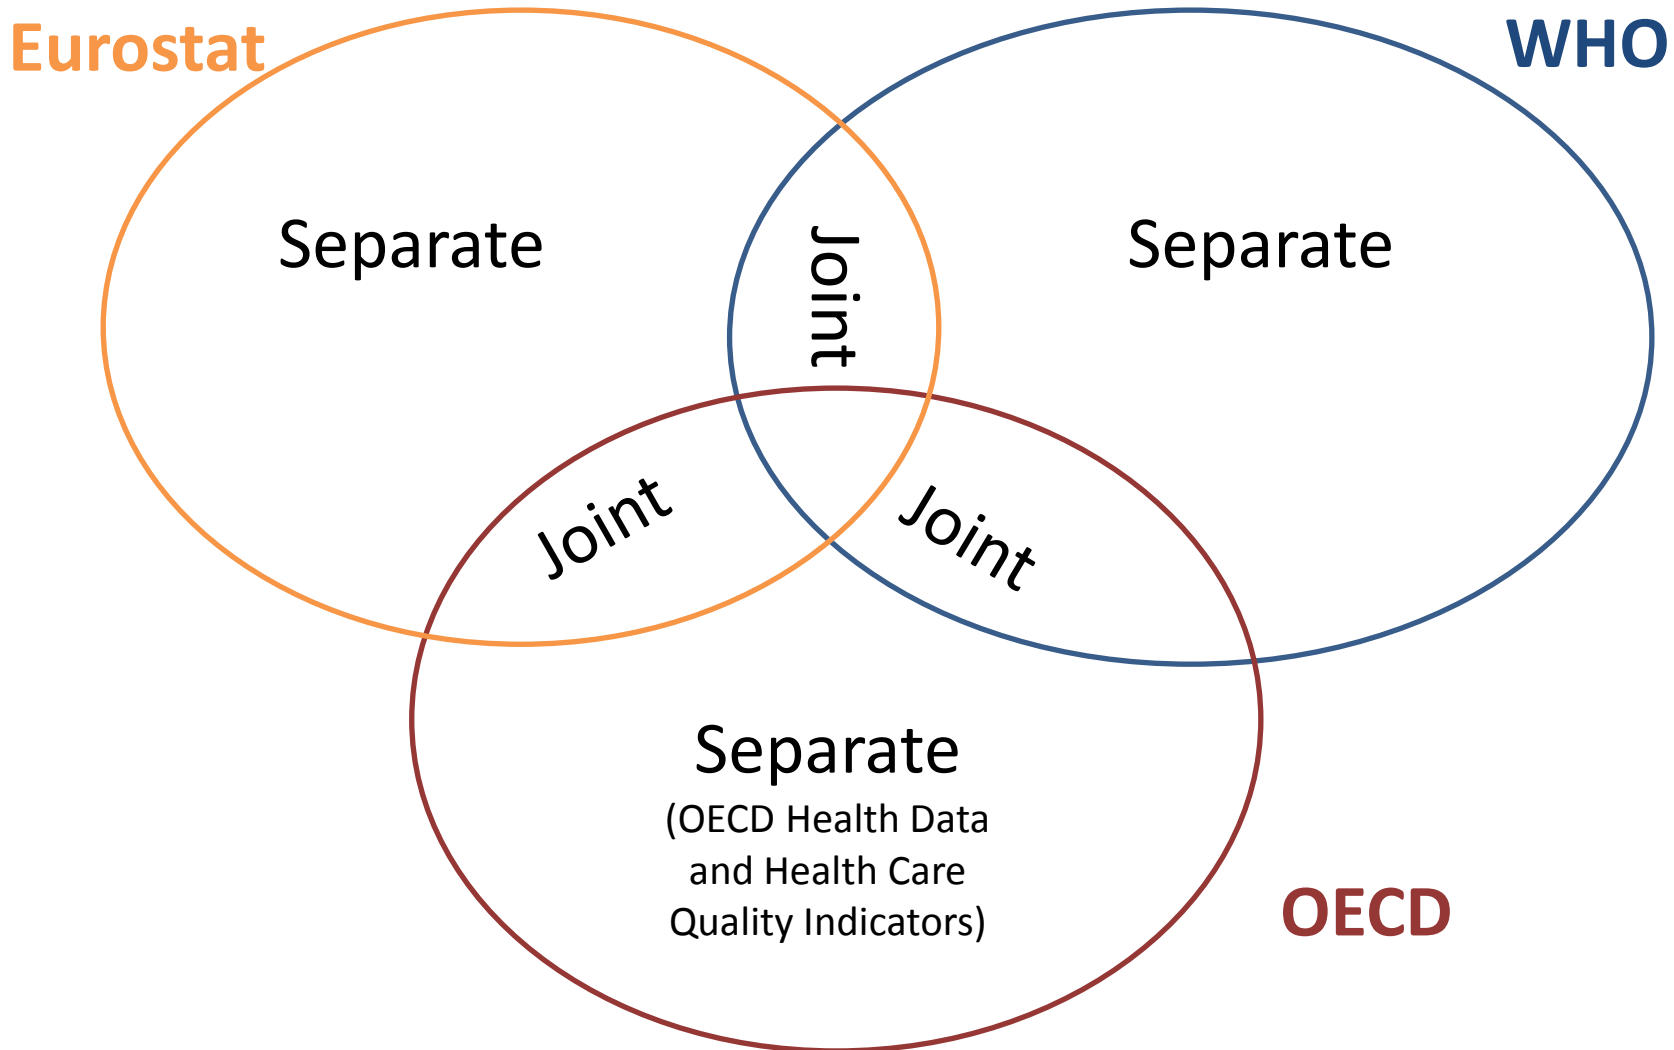 Eurostat
WHO
Separate
Joint
Separate
Joint
Joint
Separate
(OECD Health Data
and Health Care
Quality Indicators)
OECD